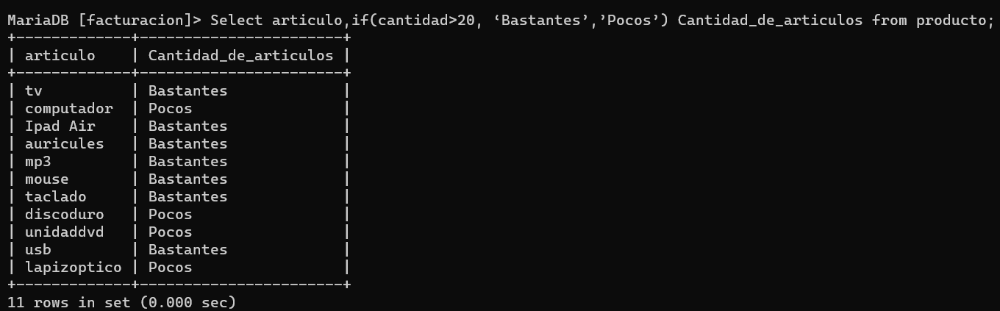 MariaDB [facturacion]> Select articulo,if(cantidad>20, ‘Bastantes’,’Pocos’) Cantidad_de_articulos from producto;
+-------------+-----------------------+
| articulo    | Cantidad_de_articulos |
+-------------+-----------------------+
| tv          | Bastantes             |
| computador  | Pocos                 |
| Ipad Air    | Bastantes             |
| auricules   | Bastantes             |
| mp3         | Bastantes             |
| mouse       | Bastantes             |
| taclado     | Bastantes             |
| discoduro   | Pocos                 |
| unidaddvd   | Pocos                 |
| usb         | Bastantes             |
| lapizoptico | Pocos                 |
+-------------+-----------------------+
11 rows in set (0.000 sec)